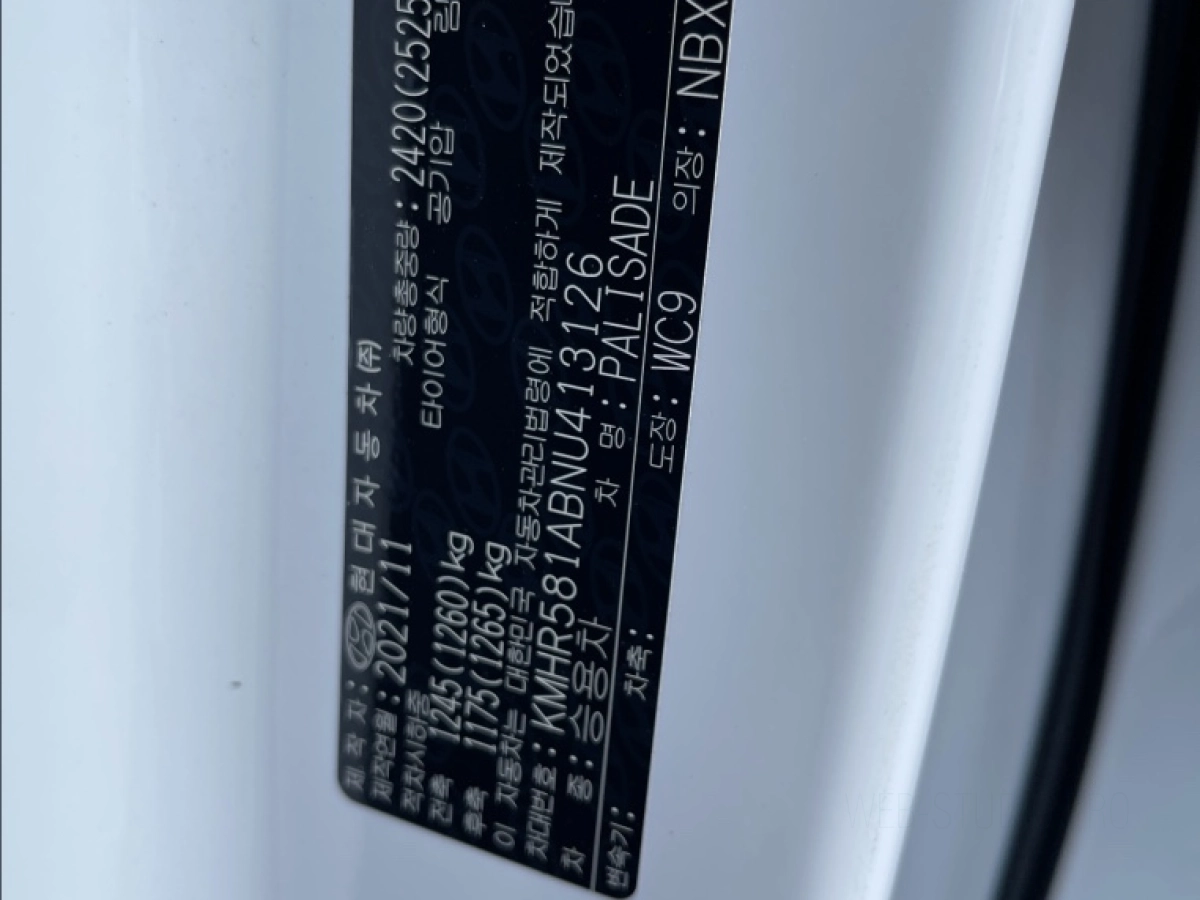 제 작 자 : 현 대 자 동 차 (주)
제작연월 : 2021/11 차량총중량 : 2420(2525
적차시하중 타이어형식 공기압
전축 1245(1260)kg
후축 1175(1265)kg
이 자동차는 대한민국 자동차관리법령에 적합하게 제작되었습니
차대번호 : KMHR581ABNU413126
차 종 : 승용차 차 명 : PALISADE
변속기 : 차축 : 도장 : WC9 의장 : NBX